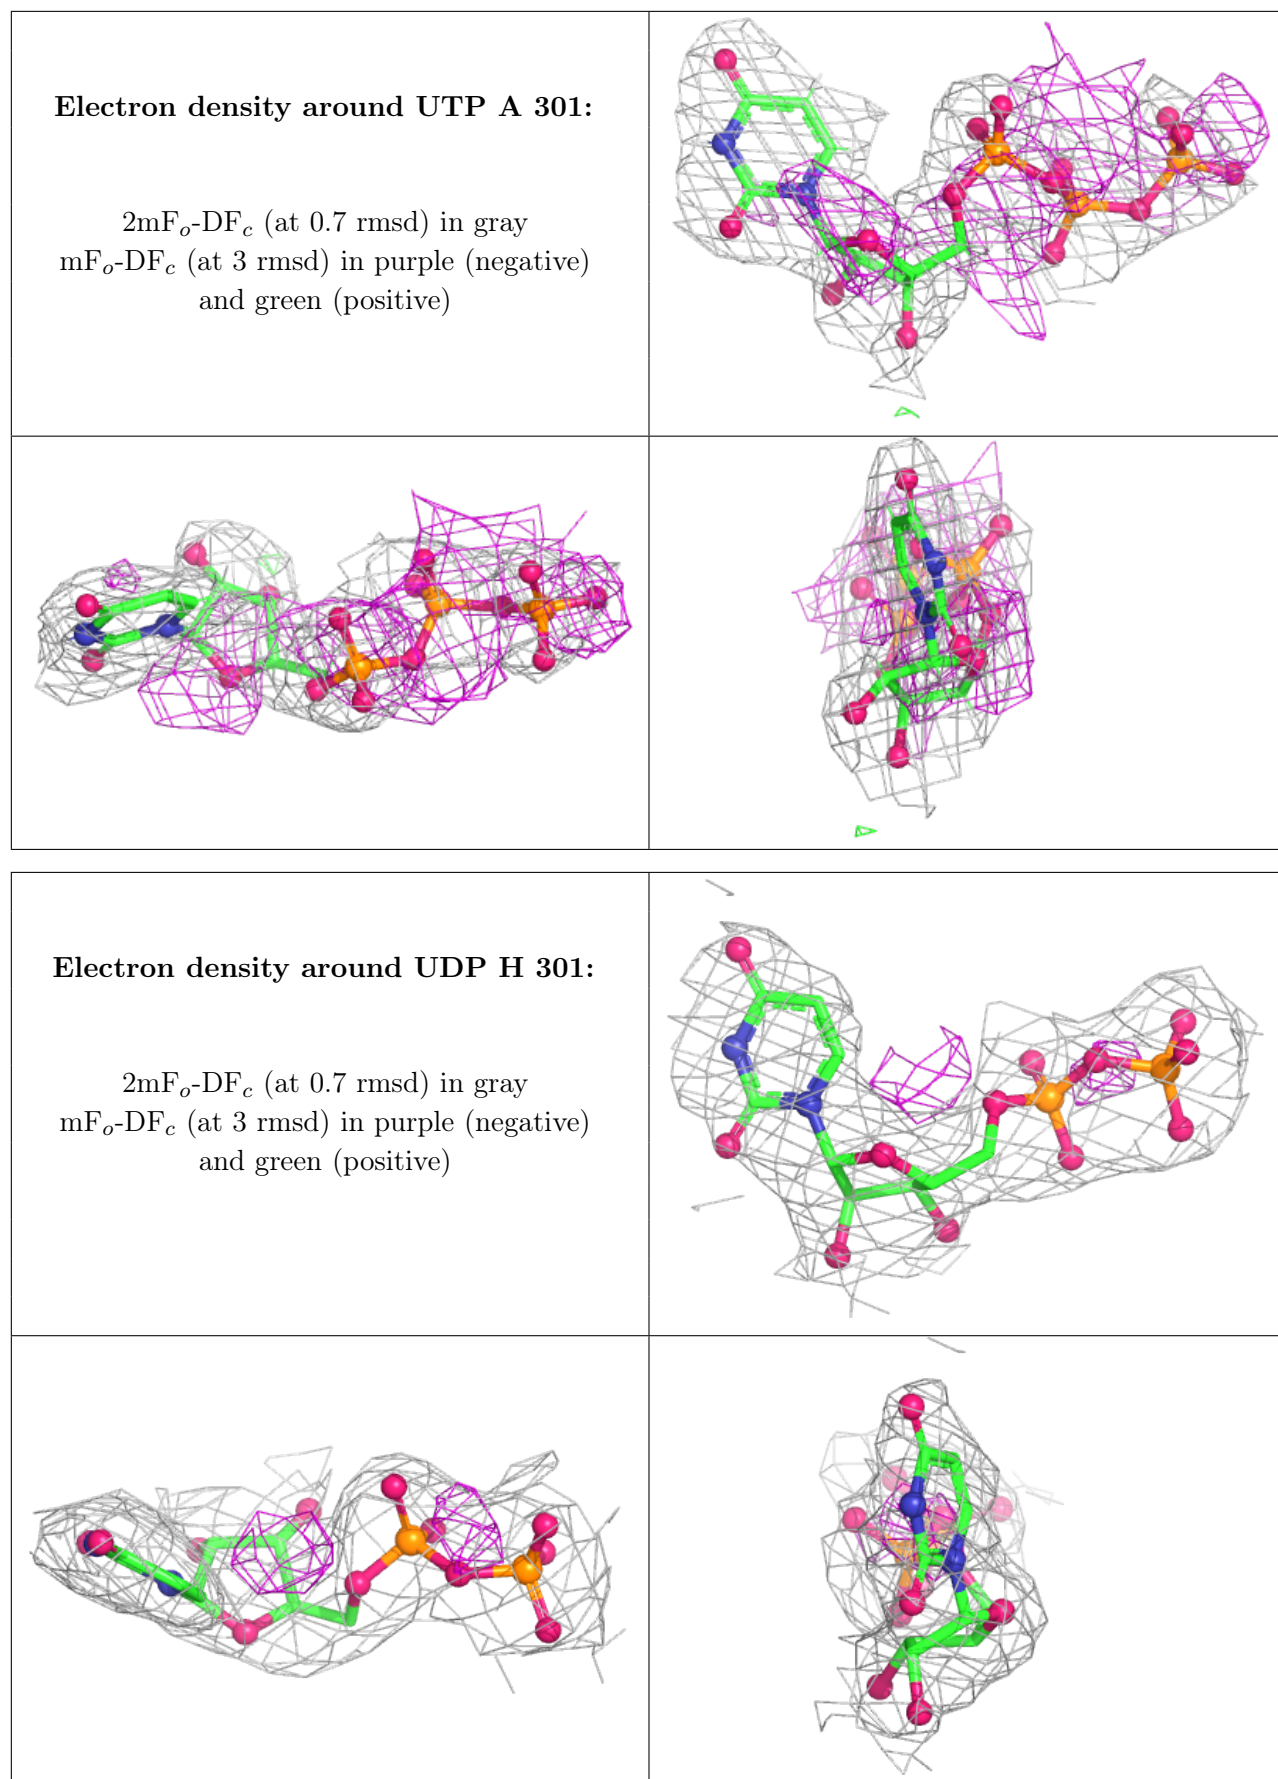 Electron density around UTP A 301:
2mFo-DFc (at 0.7 rmsd) in gray
mFo-DFc (at 3 rmsd) in purple (negative)
and green (positive)
Electron density around UDP H 301:
2mFo-DFc (at 0.7 rmsd) in gray
mFo-DFc (at 3 rmsd) in purple (negative)
and green (positive)